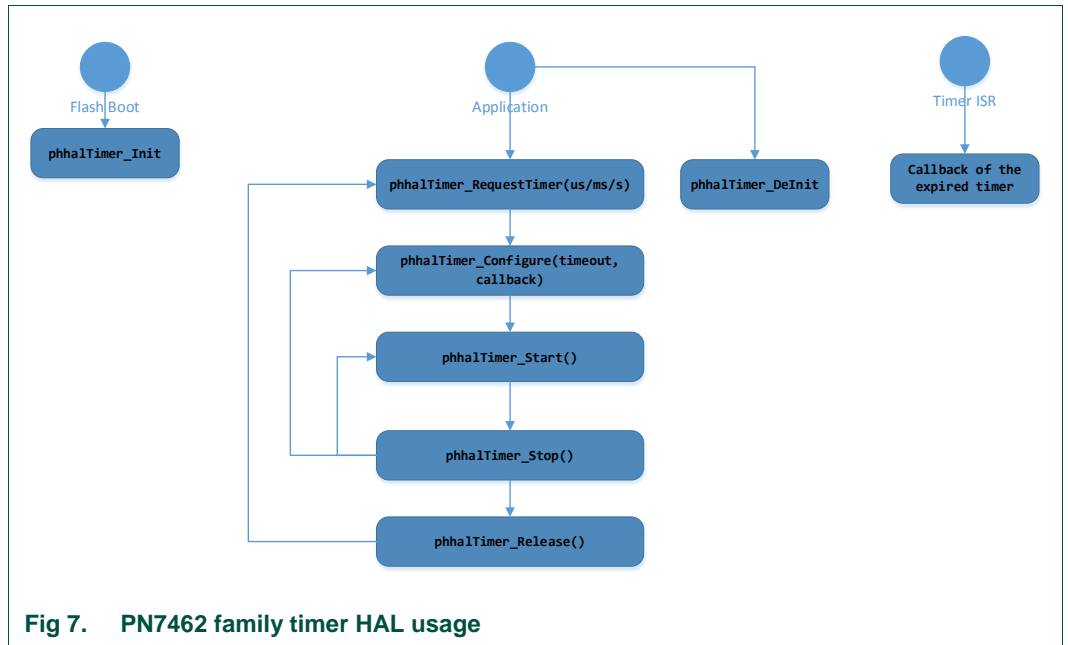 Flash Boot
Application
Timer ISR
phhalTimer_Init
phhalTimer_RequestTimer(us/ms/s)
phhalTimer_DeInit
Callback of the
expired timer
phhalTimer_Configure(timeout,
callback)
phhalTimer_Start()
phhalTimer_Stop()
phhalTimer_Release()
Fig 7. PN7462 family timer HAL usage